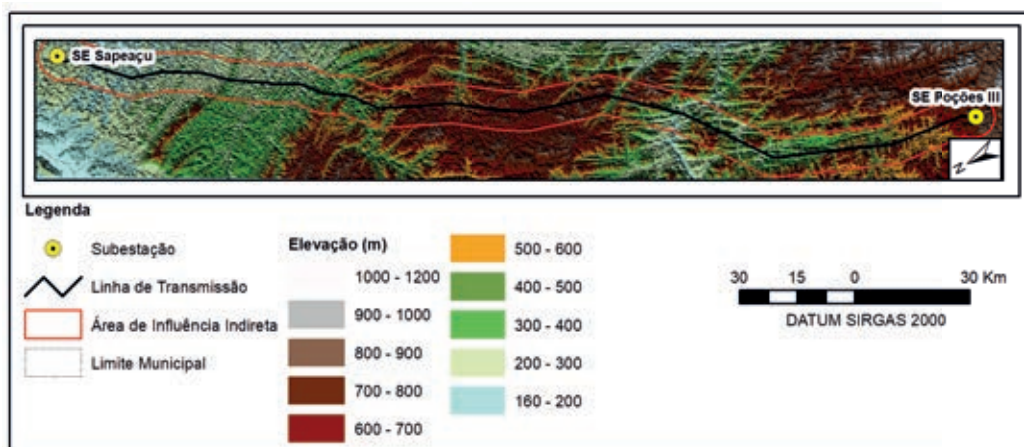 SE Sapeaçu
SE Poções III
N
Legenda
Subestação
Linha de Transmissão
Área de Influência Indireta
Limite Municipal
Elevação (m)
1000 - 1200
900 - 1000
800 - 900
700 - 800
600 - 700
500 - 600
400 - 500
300 - 400
200 - 300
160 - 200
30 15 0 30 Km
DATUM SIRGAS 2000